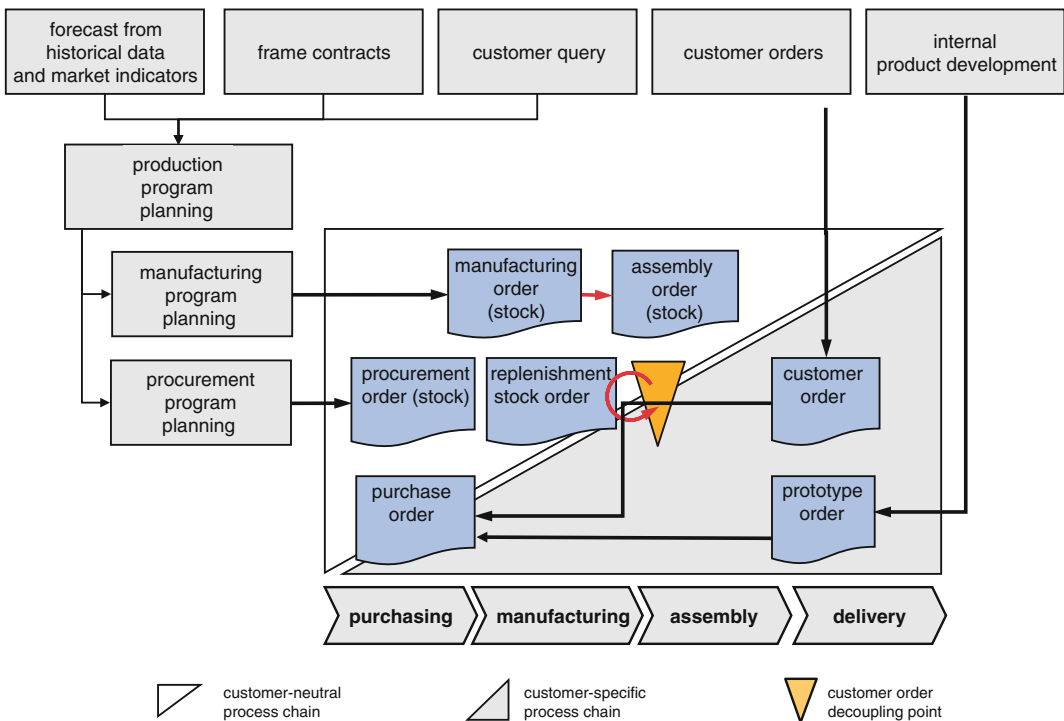 forecast from
historical data
and market indicators
frame contracts
customer query
customer orders
internal
product development
production
program
planning
manufacturing
program
planning
manufacturing
order
(stock)
assembly
order
(stock)
procurement
program
planning
procurement
order (stock)
replenishment
stock order
customer
order
purchase
order
prototype
order
purchasing
manufacturing
assembly
delivery
customer-neutral
process chain
customer-specific
process chain
customer order
decoupling point